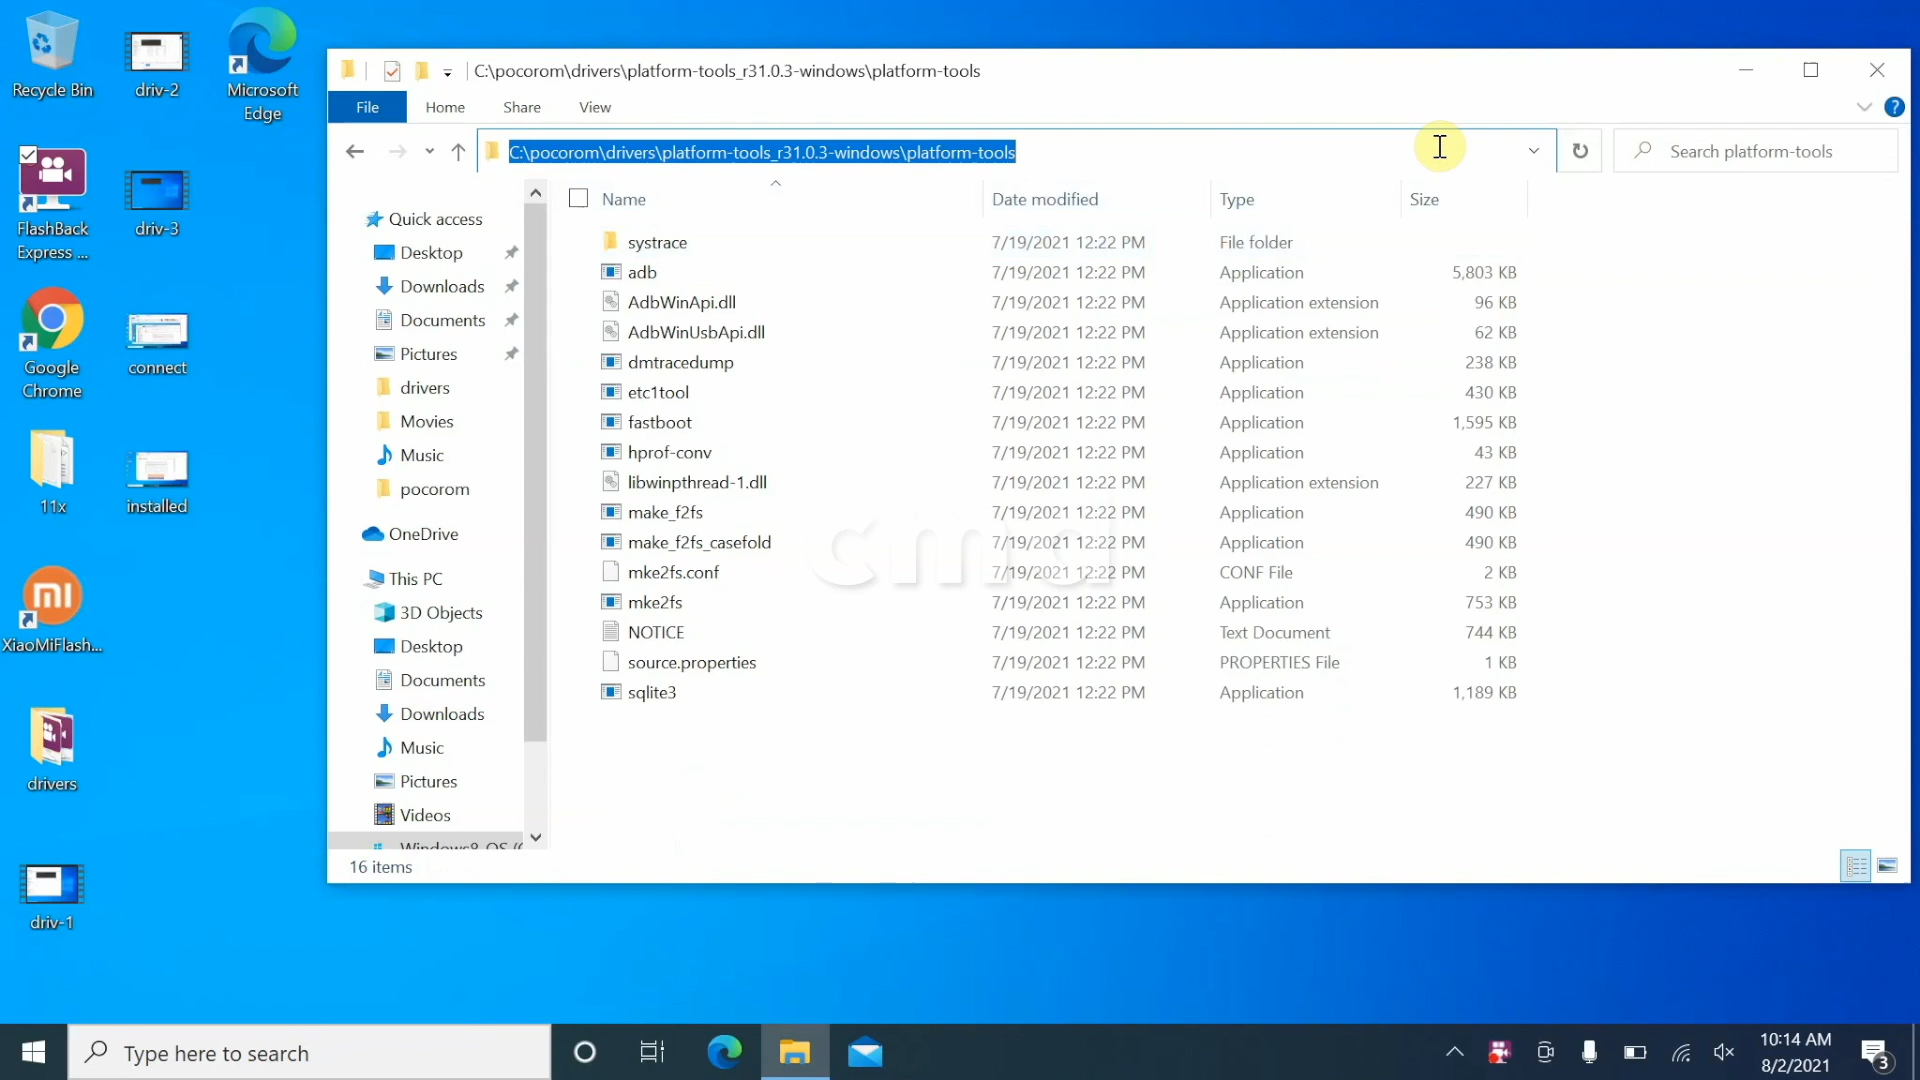 Recycle Bin
driv-2
Microsoft
Edge
FlashBack
Express ...
driv-3
Google
Chrome
connect
11x
installed
XiaoMiFlash...
drivers
driv-1
C:\pocorom\drivers\platform-tools_r31.0.3-windows\platform-tools
File
Home
Share
View
?
C:\pocorom\drivers\platform-tools_r31.0.3-windows\platform-tools
Search platform-tools
Quick access
Desktop
Downloads
Documents
Pictures
drivers
Movies
Music
pocorom
OneDrive
This PC
3D Objects
Desktop
Documents
Downloads
Music
Pictures
Videos
Windows8_OS (C
Name Date modified Type Size
systrace 7/19/2021 12:22 PM File folder
adb 7/19/2021 12:22 PM Application 5,803 KB
AdbWinApi.dll 7/19/2021 12:22 PM Application extension 96 KB
AdbWinUsbApi.dll 7/19/2021 12:22 PM Application extension 62 KB
dmtracedump 7/19/2021 12:22 PM Application 238 KB
etc1tool 7/19/2021 12:22 PM Application 430 KB
fastboot 7/19/2021 12:22 PM Application 1,595 KB
hprof-conv 7/19/2021 12:22 PM Application 43 KB
libwinpthread-1.dll 7/19/2021 12:22 PM Application extension 227 KB
make_f2fs 7/19/2021 12:22 PM Application 490 KB
make_f2fs_casefold 7/19/2021 12:22 PM Application 490 KB
mke2fs.conf 7/19/2021 12:22 PM CONF File 2 KB
mke2fs 7/19/2021 12:22 PM Application 753 KB
NOTICE 7/19/2021 12:22 PM Text Document 744 KB
source.properties 7/19/2021 12:22 PM PROPERTIES File 1 KB
sqlite3 7/19/2021 12:22 PM Application 1,189 KB
cmd
16 items
Type here to search
10:14 AM
8/2/2021
3